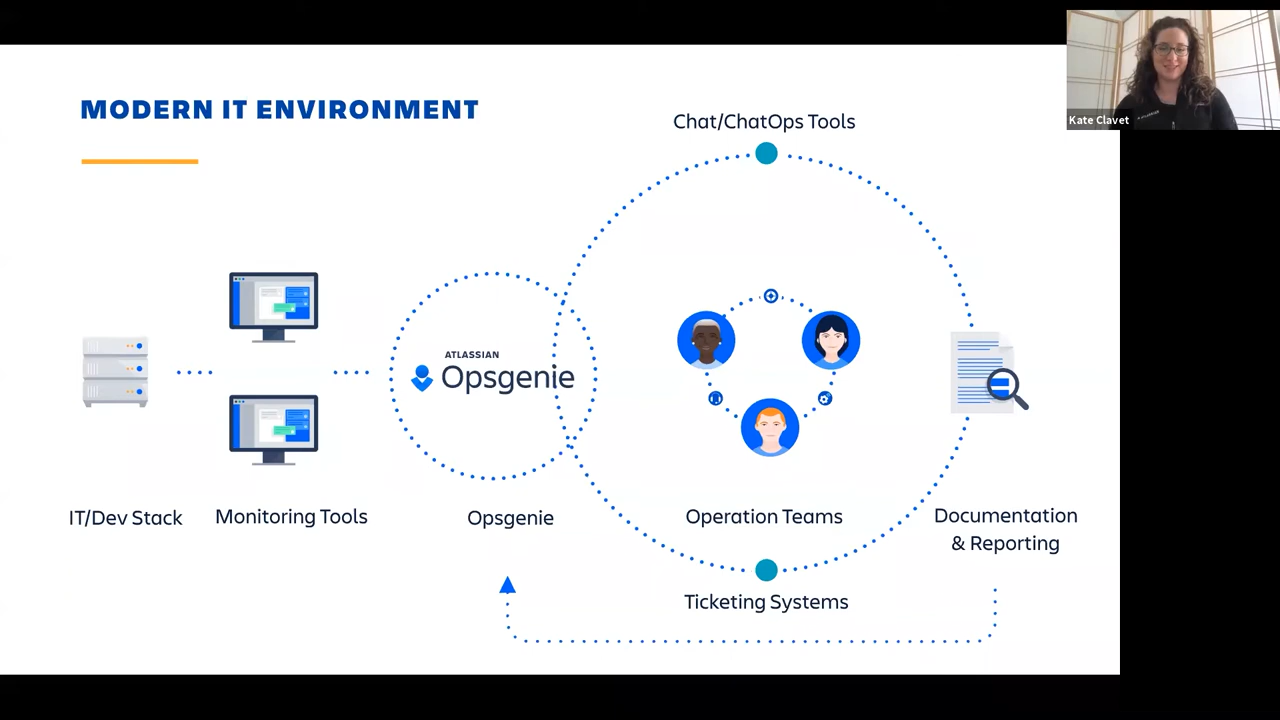 MODERN IT ENVIRONMENT
Chat/ChatOps Tools
Kate Clavet
ATLASSIAN
ATLASSIAN
Opsgenie
IT/Dev Stack
Monitoring Tools
Opsgenie
Operation Teams
Documentation
& Reporting
Ticketing Systems